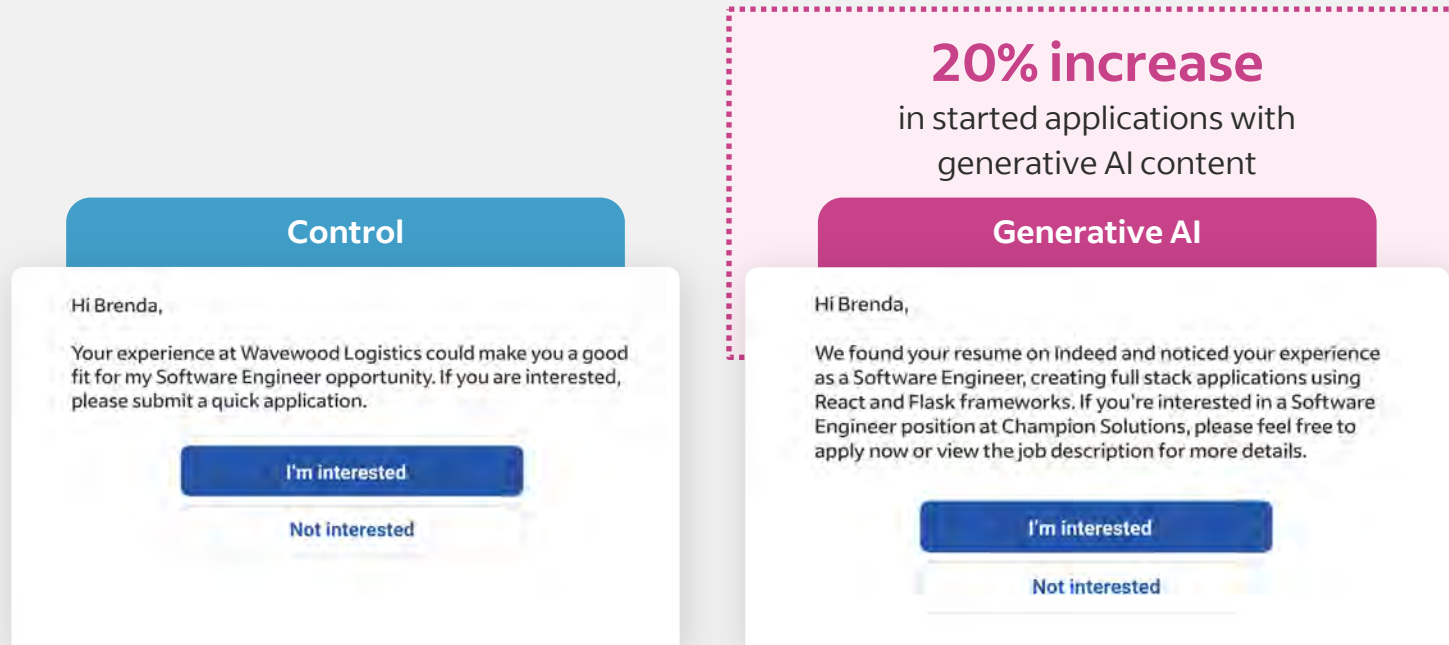 20% increase
in started applications with
generative AI content
Control
Hi Brenda,
Your experience at Wavewood Logistics could make you a good
fit for my Software Engineer opportunity. If you are interested,
please submit a quick application.
I'm interested
Not interested
Generative AI
Hi Brenda,
We found your resume on Indeed and noticed your experience
as a Software Engineer, creating full stack applications using
React and Flask frameworks. If you're interested in a Software
Engineer position at Champion Solutions, please feel free to
apply now or view the job description for more details.
I'm interested
Not interested